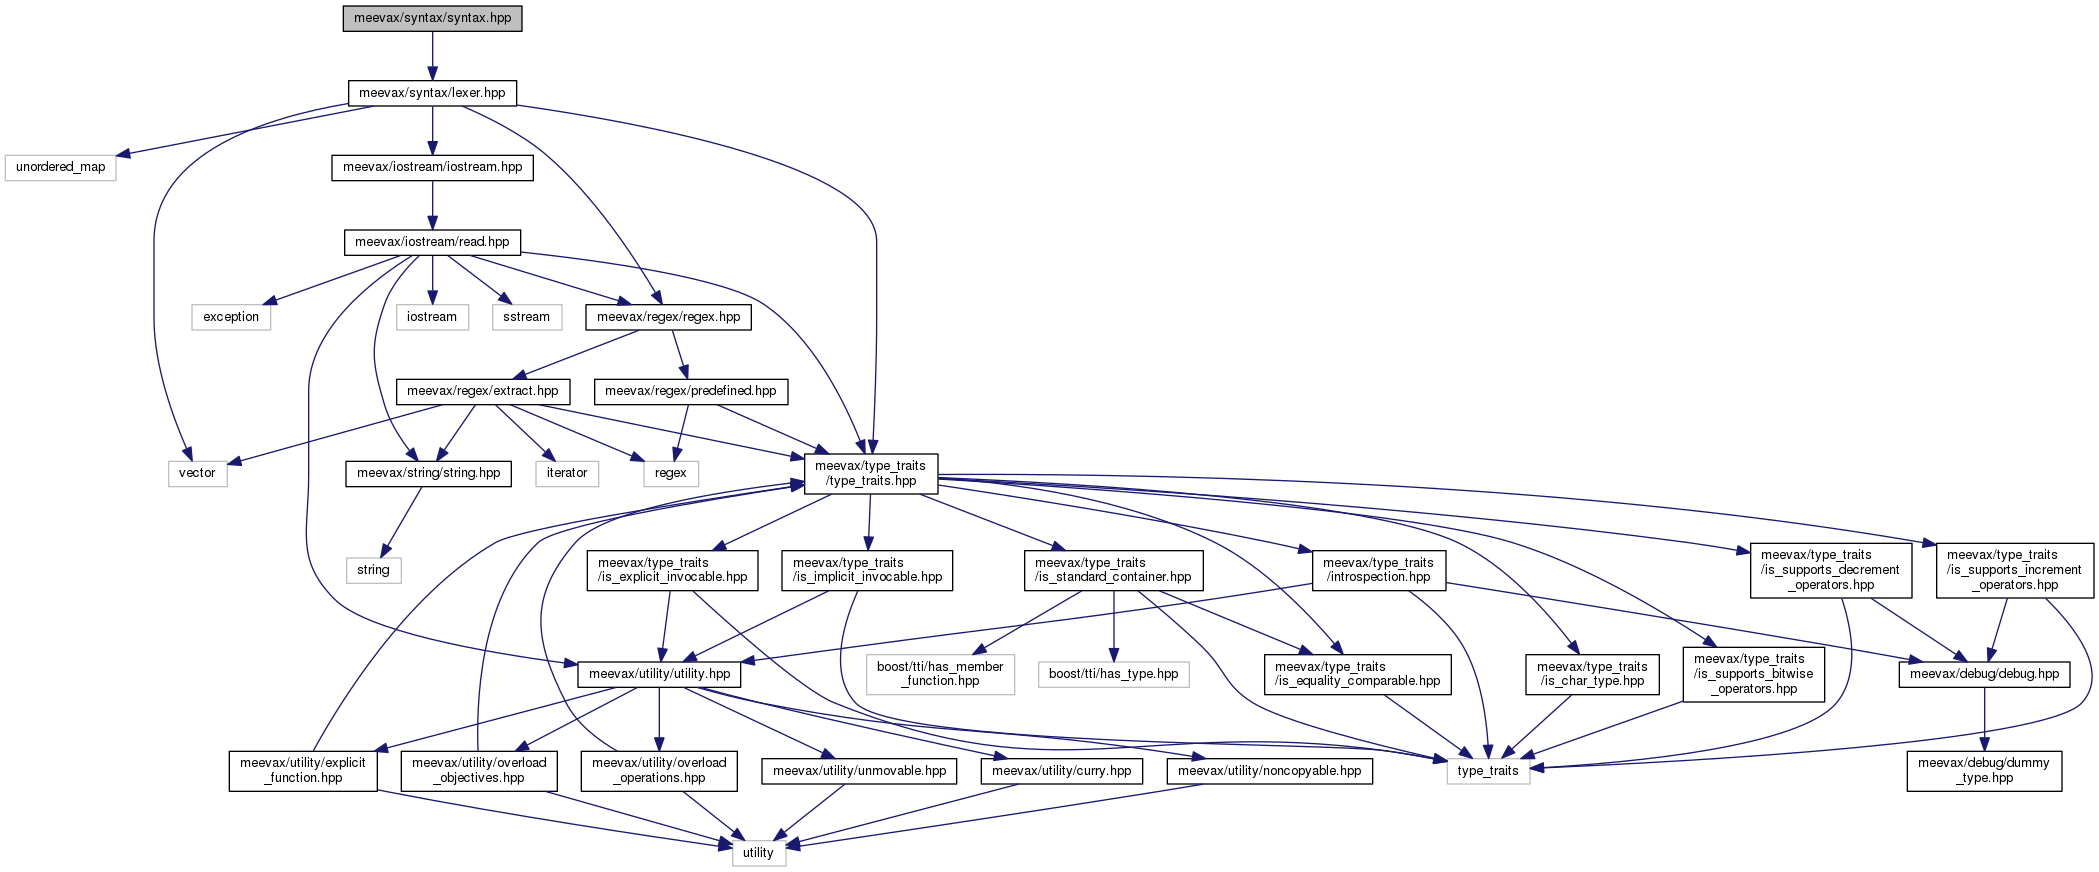 meevax/syntax/syntax.hpp
meevax/syntax/lexer.hpp
unordered_map
meevax/iostream/iostream.hpp
meevax/iostream/read.hpp
exception
iostream
sstream
meevax/regex/regex.hpp
meevax/regex/extract.hpp
meevax/regex/predefined.hpp
vector
meevax/string/string.hpp
iterator
regex
meevax/type_traits
/type_traits.hpp
string
meevax/type_traits
/is_explicit_invocable.hpp
meevax/type_traits
/is_implicit_invocable.hpp
meevax/type_traits
/is_standard_container.hpp
meevax/type_traits
/introspection.hpp
meevax/type_traits
/is_supports_decrement
_operators.hpp
meevax/type_traits
/is_supports_increment
_operators.hpp
meevax/utility/utility.hpp
boost/tti/has_member
_function.hpp
boost/tti/has_type.hpp
meevax/type_traits
/is_equality_comparable.hpp
meevax/type_traits
/is_char_type.hpp
meevax/type_traits
/is_supports_bitwise
_operators.hpp
meevax/debug/debug.hpp
meevax/utility/explicit
_function.hpp
meevax/utility/overload
_objectives.hpp
meevax/utility/overload
_operations.hpp
meevax/utility/unmovable.hpp
meevax/utility/curry.hpp
meevax/utility/noncopyable.hpp
type_traits
meevax/debug/dummy
_type.hpp
utility